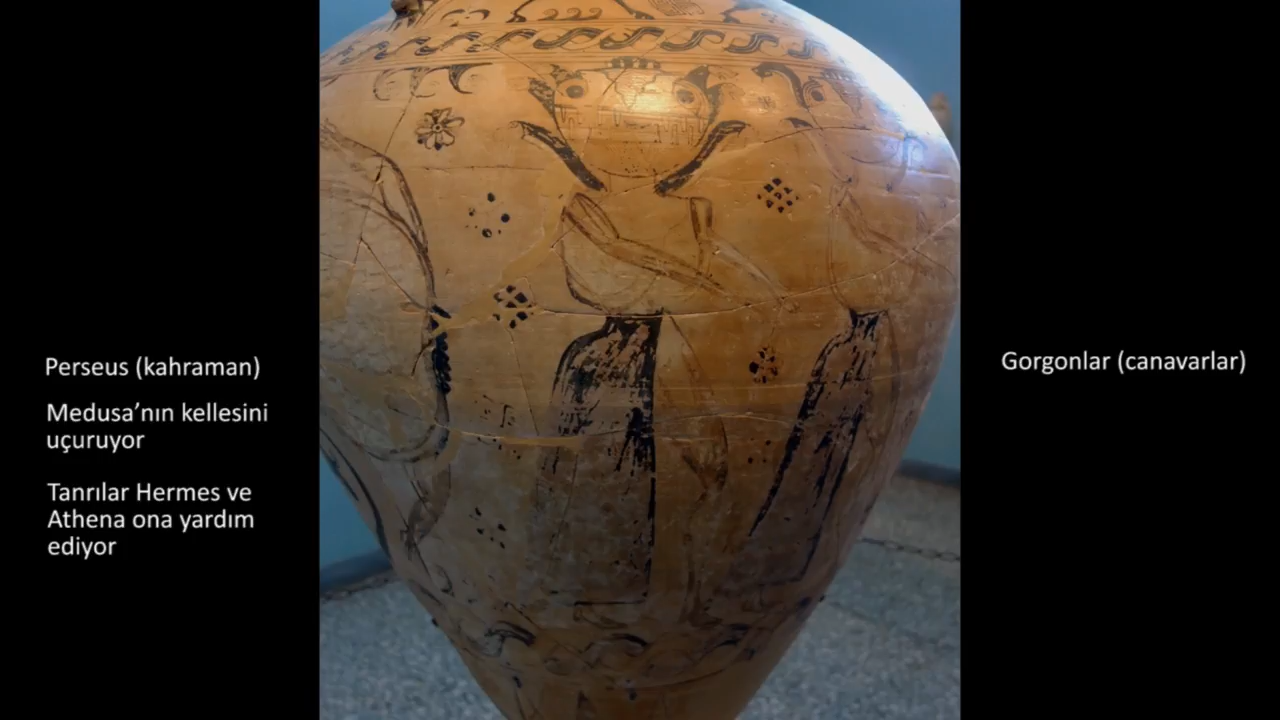 Perseus (kahraman)
Medusa’nın kellesini
uçuruyor
Tanrılar Hermes ve
Athena ona yardım
ediyor
Gorgonlar (canavarlar)